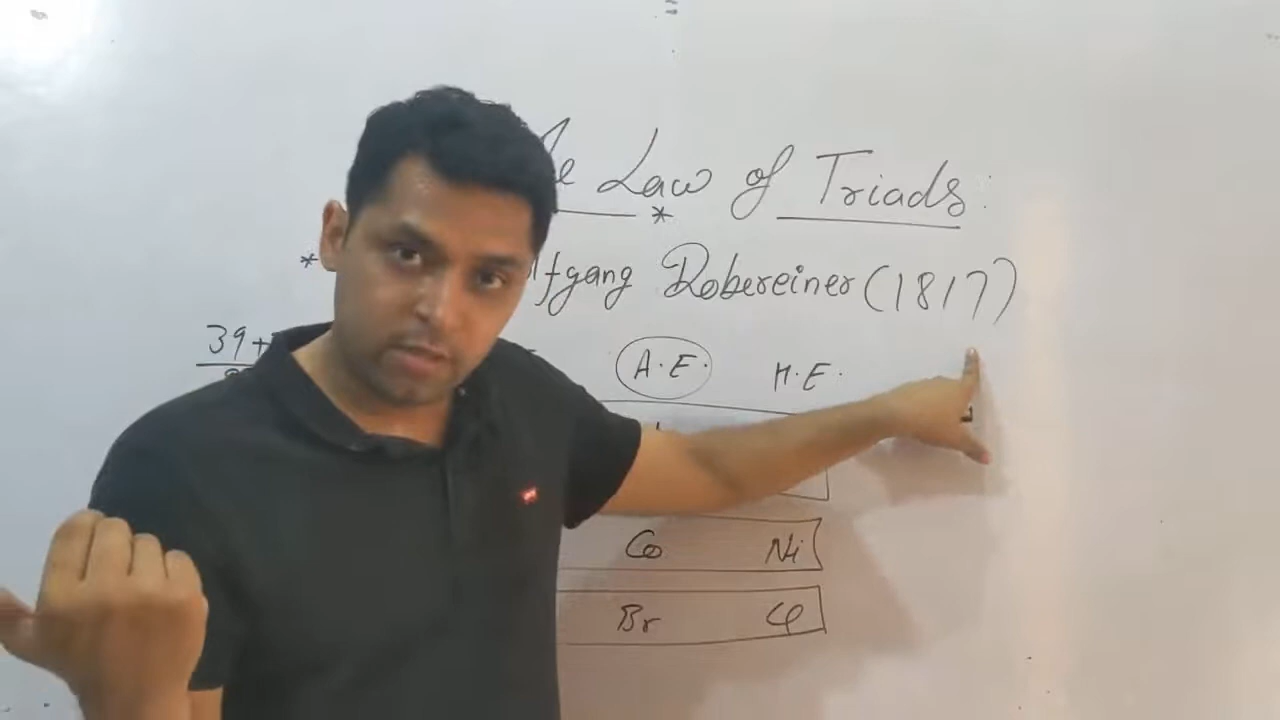 Law of Triads:
*
* lfgang Dobereiner (1817)
39+
A.E. H.E.
Co Ni
Br Cl